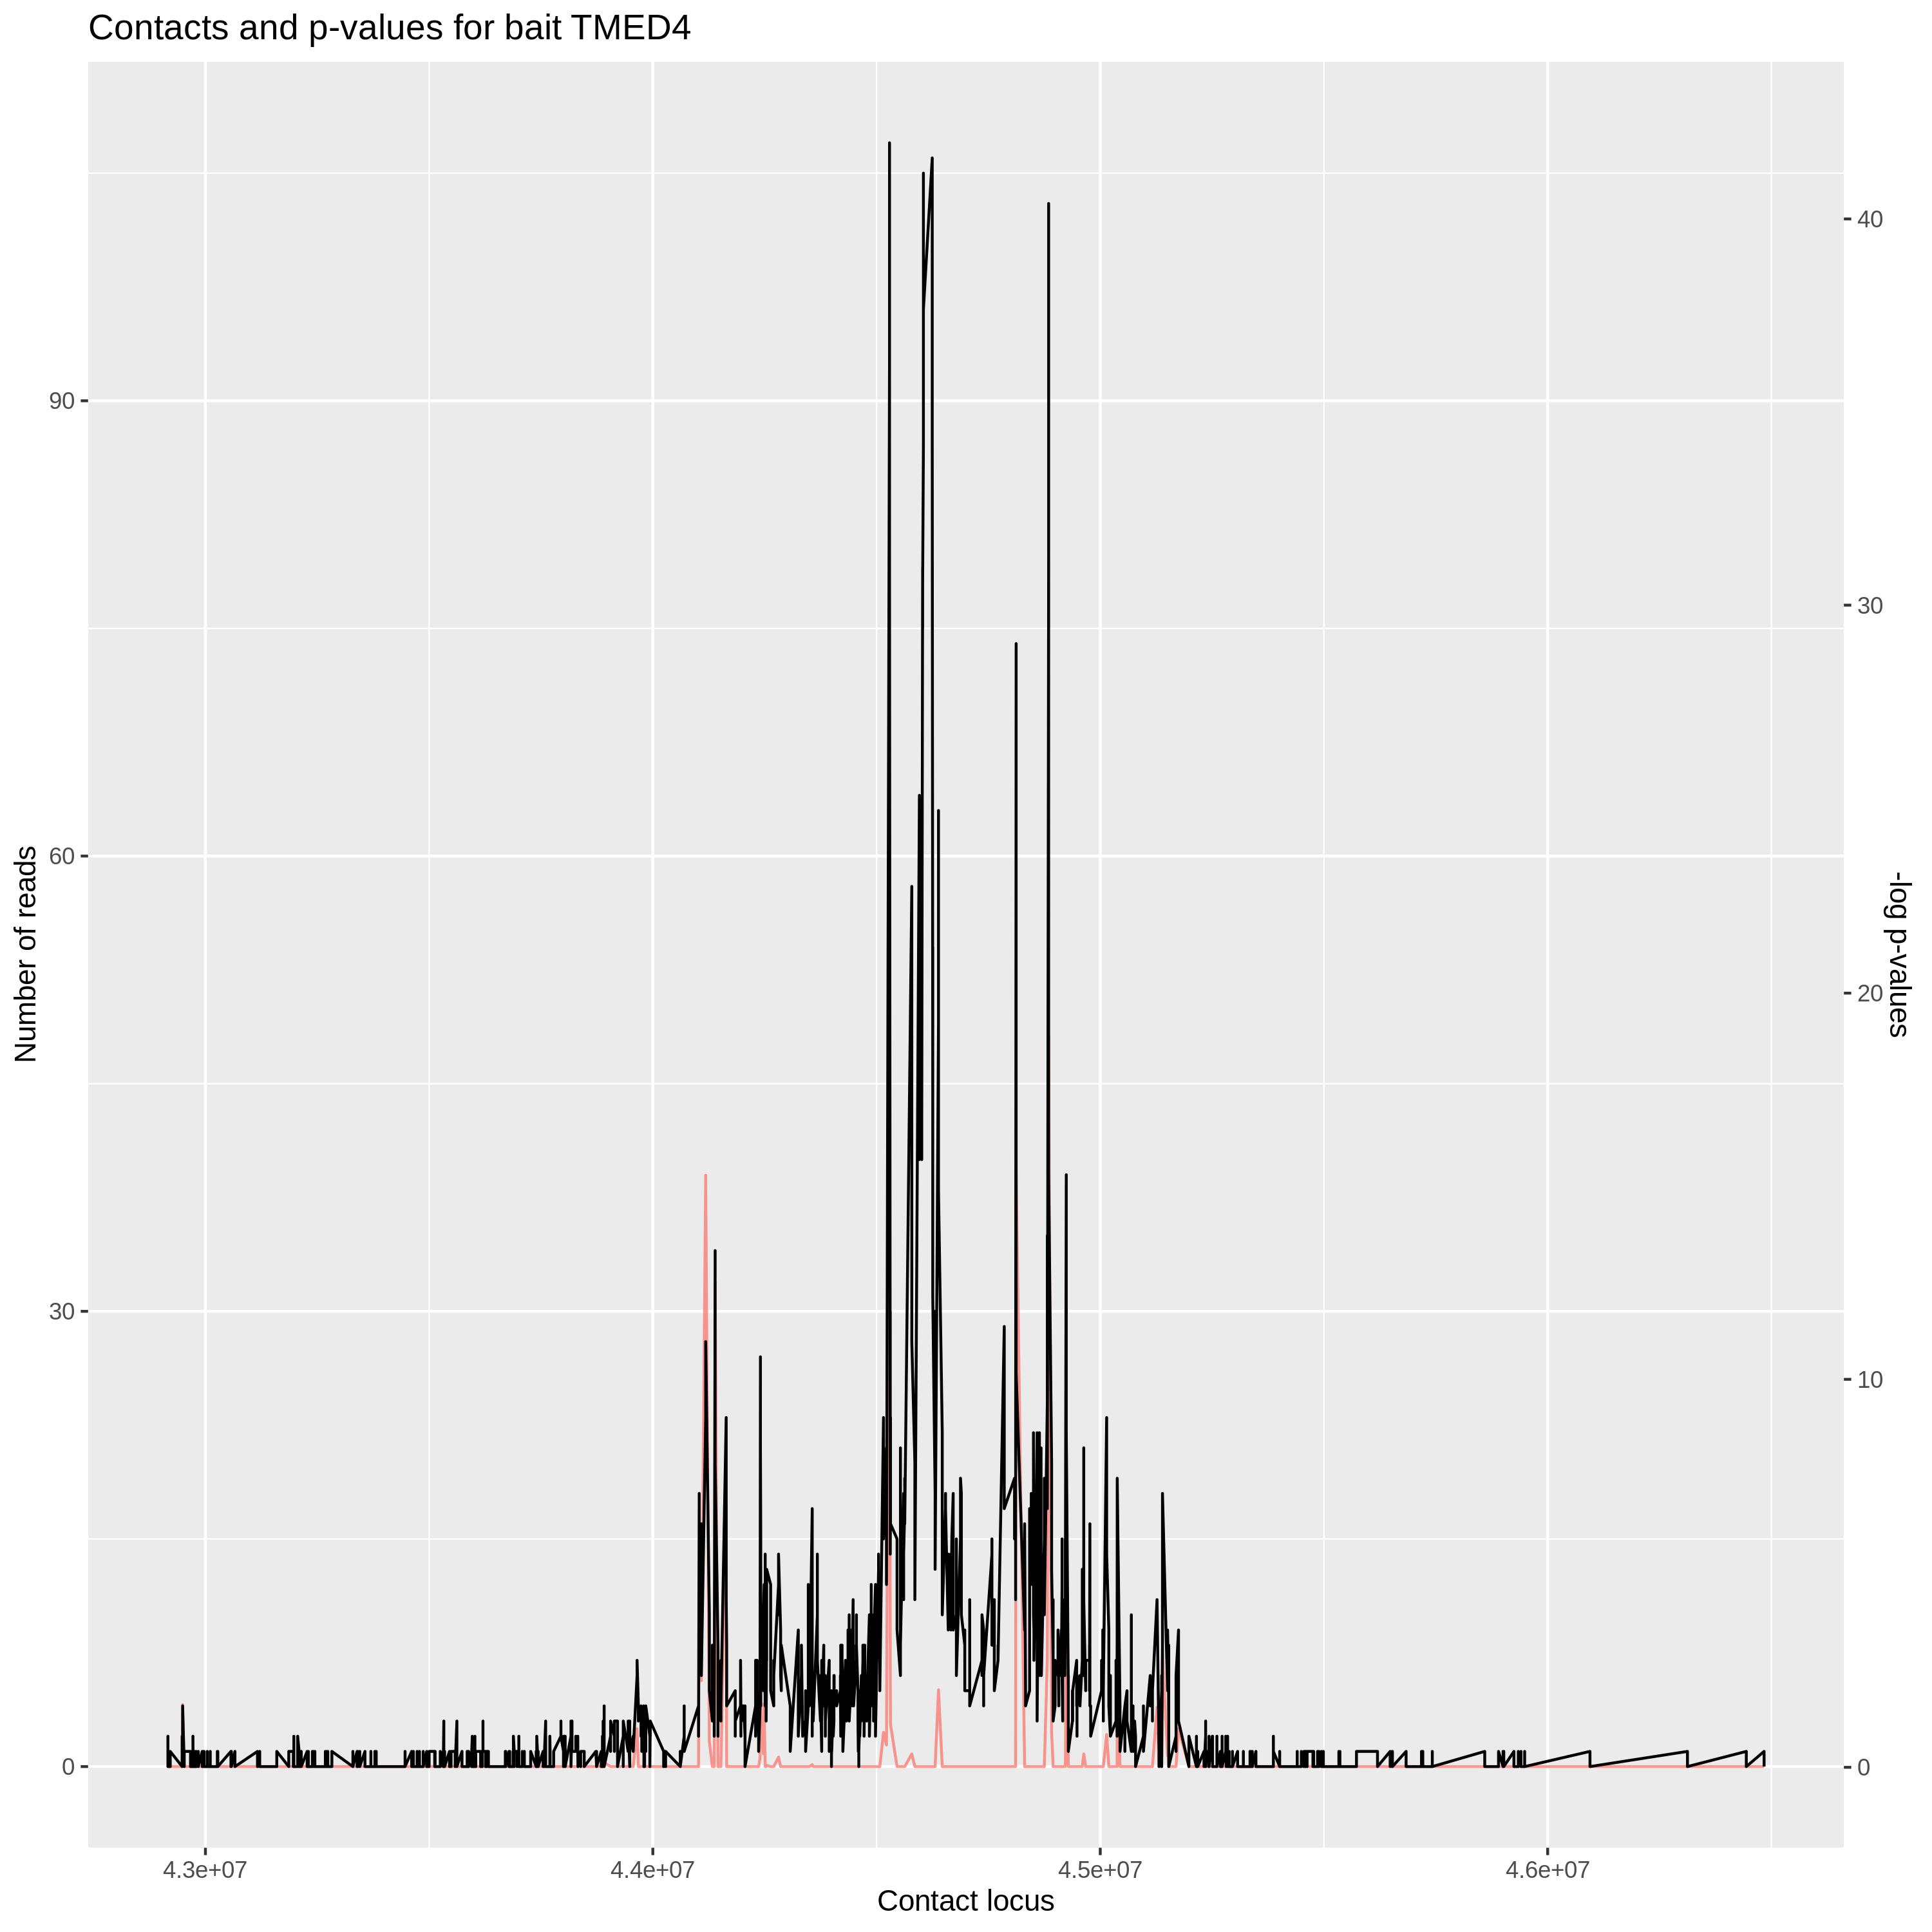 Contacts and p-values for bait TMED4
Number of reads
90
60
30
0
40
30
20
10
0
-log p-values
4.3e+07 4.4e+07 4.5e+07 4.6e+07
Contact locus